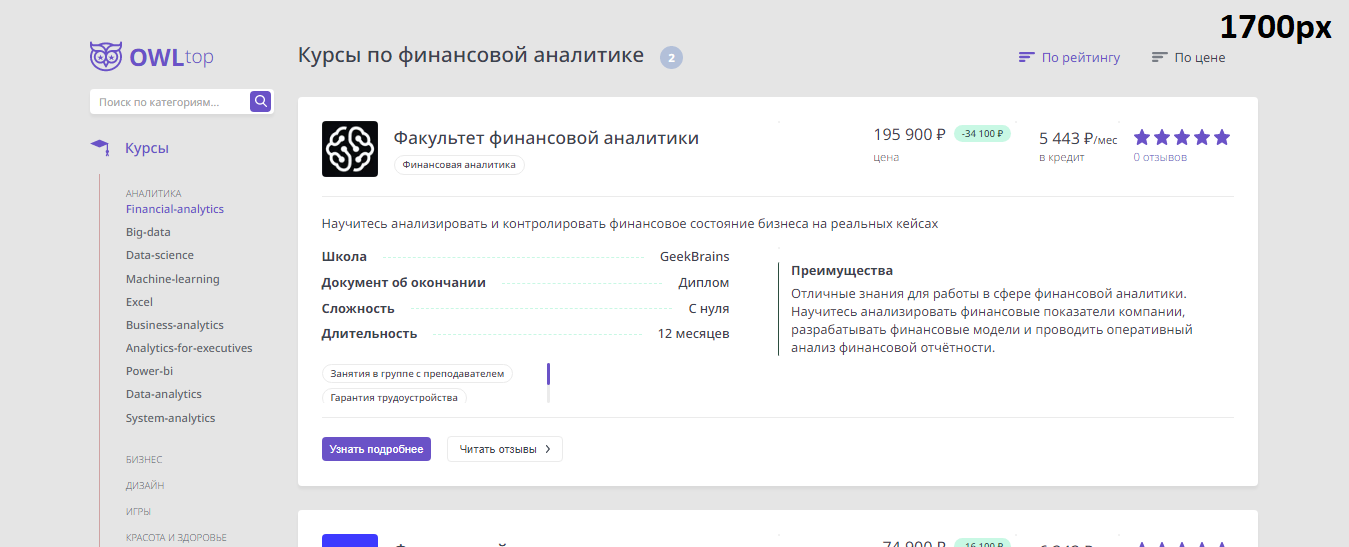 1700px
OWLtop
Курсы по финансовой аналитике 2
По рейтингу По цене
Поиск по категориям...
Курсы
АНАЛИТИКА
Financial-analytics
Big-data
Data-science
Machine-learning
Excel
Business-analytics
Analytics-for-executives
Power-bi
Data-analytics
System-analytics
БИЗНЕС
ДИЗАЙН
ИГРЫ
КРАСОТА И ЗДОРОВЬЕ
Факультет финансовой аналитики
Финансовая аналитика
195 900 ₽ -34 100 ₽
цена
5 443 ₽/мес
в кредит
0 отзывов
Научитесь анализировать и контролировать финансовое состояние бизнеса на реальных кейсах
Школа GeekBrains
Документ об окончании Диплом
Сложность С нуля
Длительность 12 месяцев
Преимущества
Отличные знания для работы в сфере финансовой аналитики.
Научитесь анализировать финансовые показатели компании,
разрабатывать финансовые модели и проводить оперативный
анализ финансовой отчётности.
Занятия в группе с преподавателем
Гарантия трудоустройства
Узнать подробнее Читать отзывы
74 900 ₽ -16 100 ₽